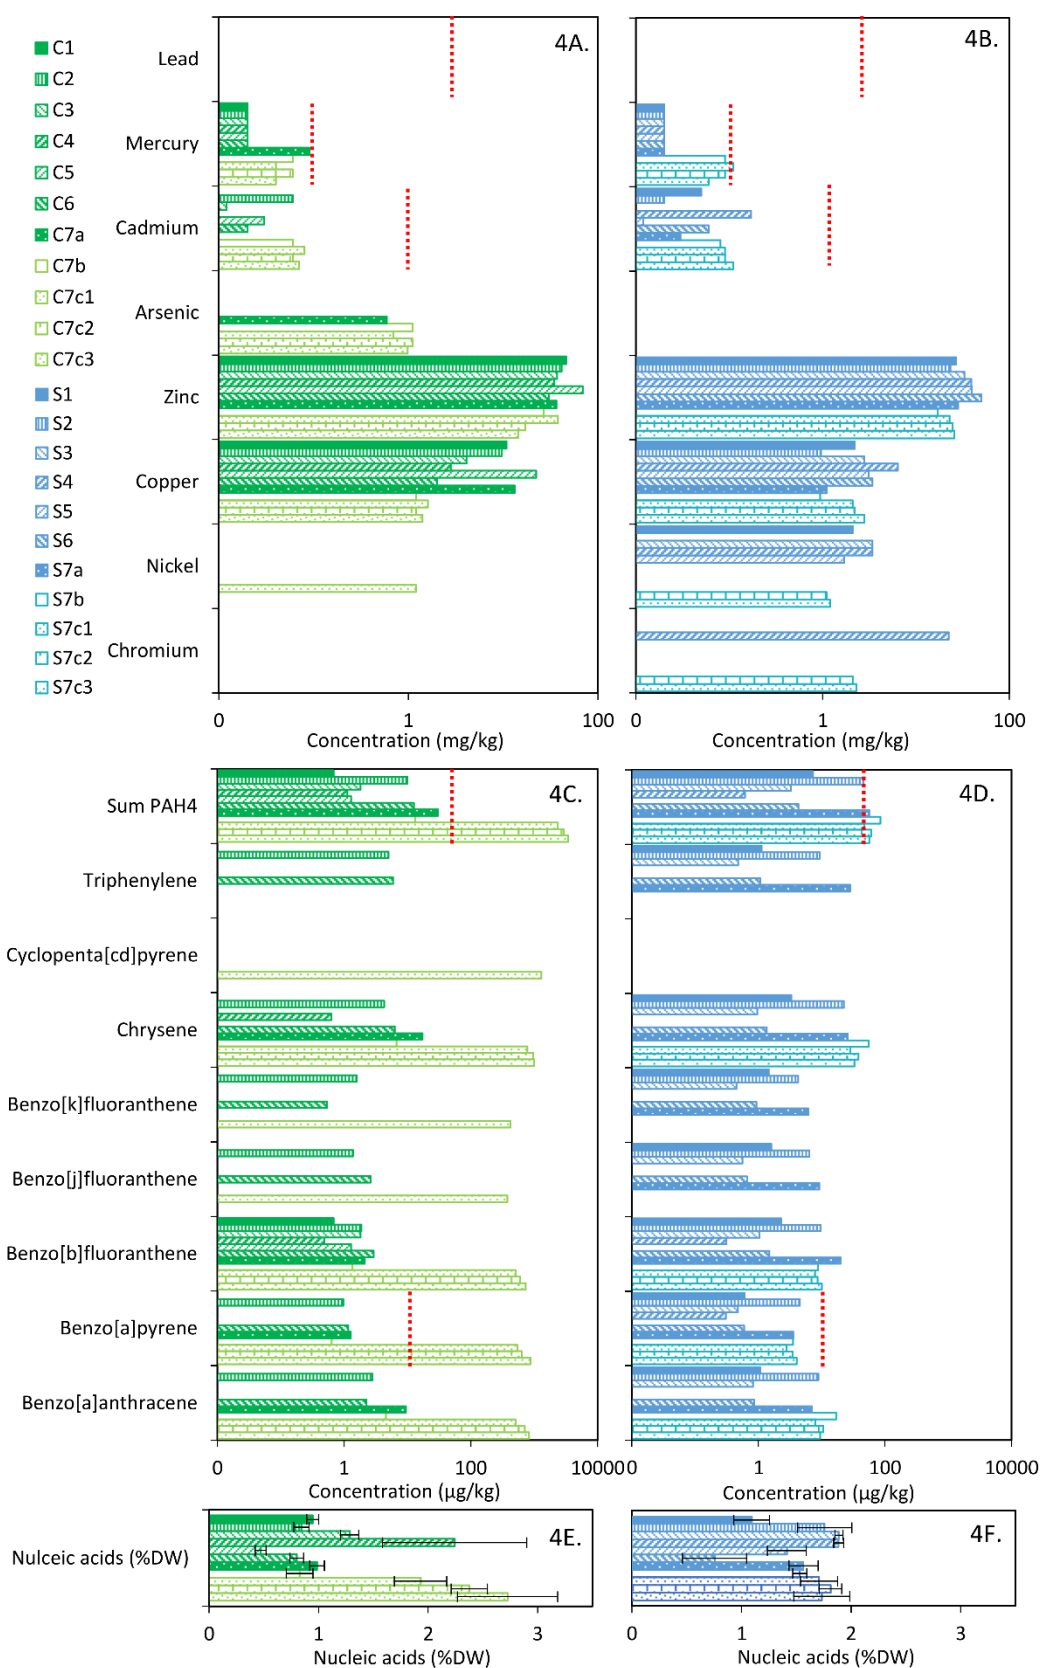 C1
C2
C3
C4
C5
C6
C7a
C7b
C7c1
C7c2
C7c3
S1
S2
S3
S4
S5
S6
S7a
S7b
S7c1
S7c2
S7c3
4A.
Lead
Mercury
Cadmium
Arsenic
Zinc
Copper
Nickel
Chromium
0 1 100
Concentration (mg/kg)
4B.
0 1 100
Concentration (mg/kg)
4C.
Sum PAH4
Triphenylene
Cyclopenta[cd]pyrene
Chrysene
Benzo[k]fluoranthene
Benzo[j]fluoranthene
Benzo[b]fluoranthene
Benzo[a]pyrene
Benzo[a]anthracene
0 1 100 10000
Concentration (µg/kg)
4D.
0 1 100 10000
Concentration (µg/kg)
4E.
Nulceic acids (%DW)
0 1 2 3
Nucleic acids (%DW)
4F.
0 1 2 3
Nucleic acids (%DW)